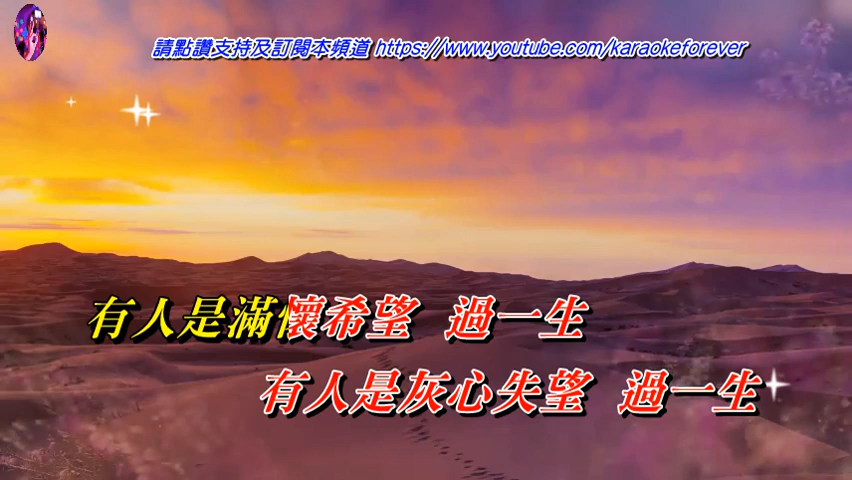 請點讚支持及訂閱本頻道 https://www.youtube.com/karaokeforever
有人是滿懷希望 過一生
有人是灰心失望 過一生